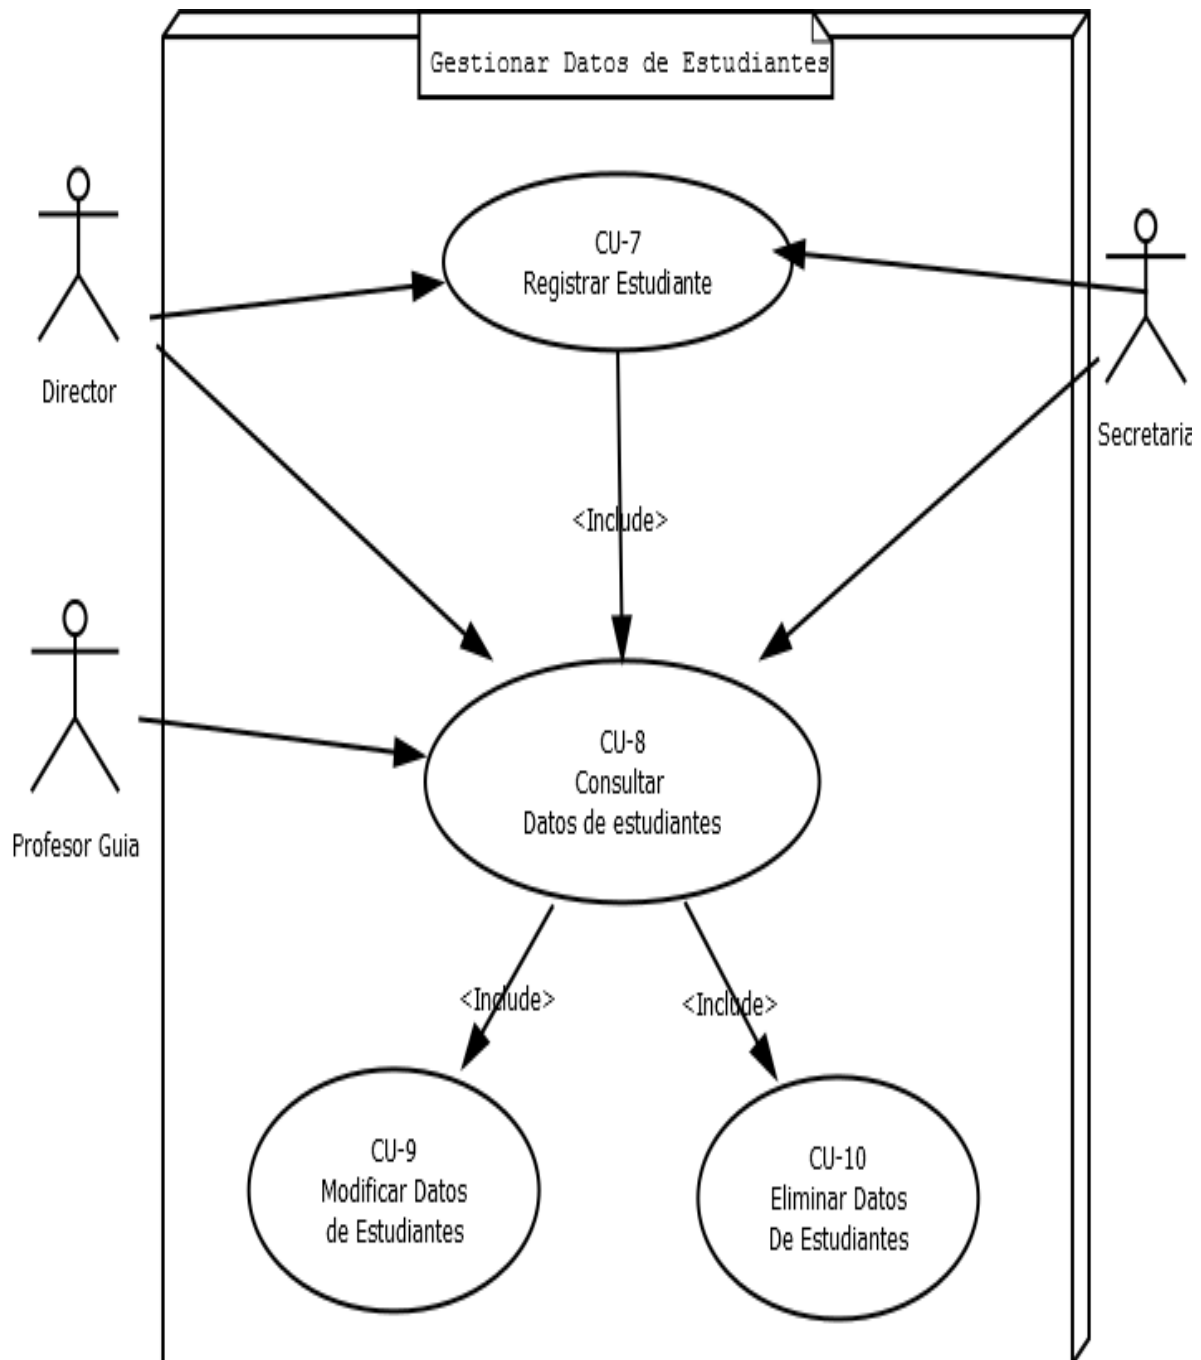 Gestionar Datos de Estudiantes
CU-7
Registrar Estudiante
Director
Secretaria
<Include>
CU-8
Consultar
Datos de estudiantes
Profesor Guia
<Include>
<Include>
CU-9
Modificar Datos
de Estudiantes
CU-10
Eliminar Datos
De Estudiantes